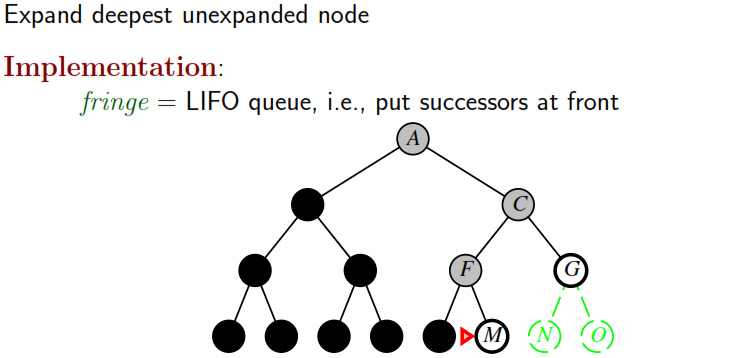 Expand deepest unexpanded node
Implementation:
fringe = LIFO queue, i.e., put successors at front
A
C
F
G
M
N
O